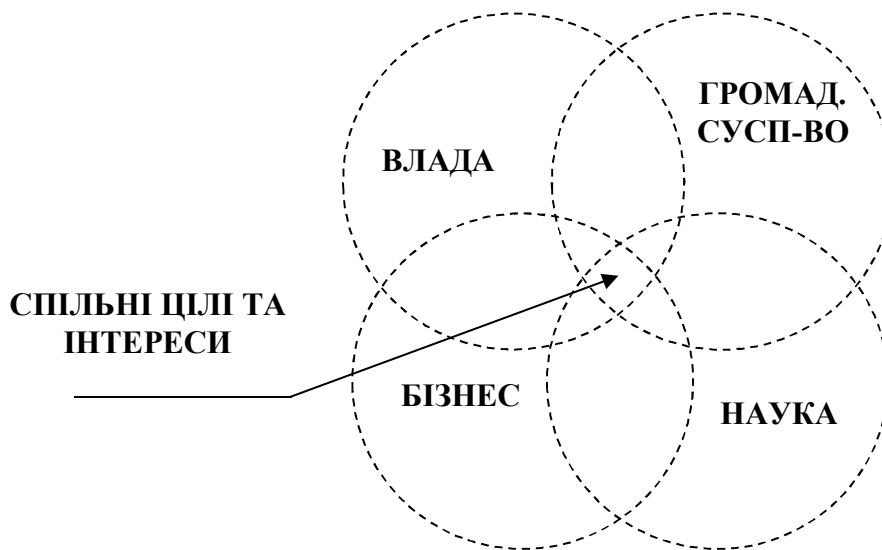 ГРОМАД.
СУСП-ВО
ВЛАДА
СПІЛЬНІ ЦІЛІ ТА
ІНТЕРЕСИ
БІЗНЕС
НАУКА